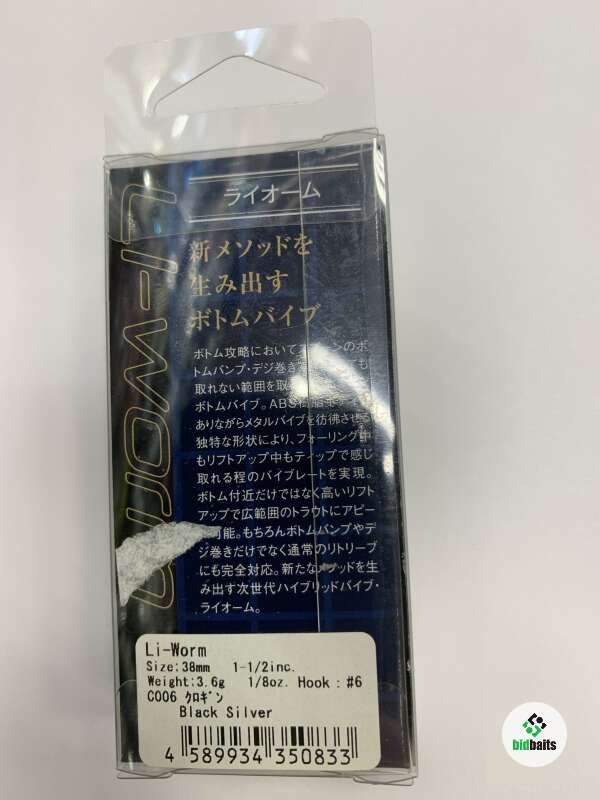 ライオーム
Li-worm
新メソッドを
生み出す
ボトムバイブ
ボトム攻略において
のボ
トムバンプ・デジ巻き
も
取れない範囲を取
ボトムバイブ。ABS
ありながらメタルバイブを彷彿させる
独特な形状により、フォーリング中
もリフトアップ中もティップで感じ
取れる程のバイブレートを実現。
ボトム付近だけではなく高いリフト
アップで広範囲のトラウトにアピー
可能。もちろんボトムバンプやデ
ジ巻きだけでなく通常のリトリーブ
にも完全対応。新たなメソッドを生
み出す次世代ハイブリッドバイブ・
ライオーム。
Li-Worm
Size:38mm 1-1/2inc.
Weight:3.6g 1/8oz. Hook : #6
C006 クロギン
Black Silver
4 589934 350833
bidbaits